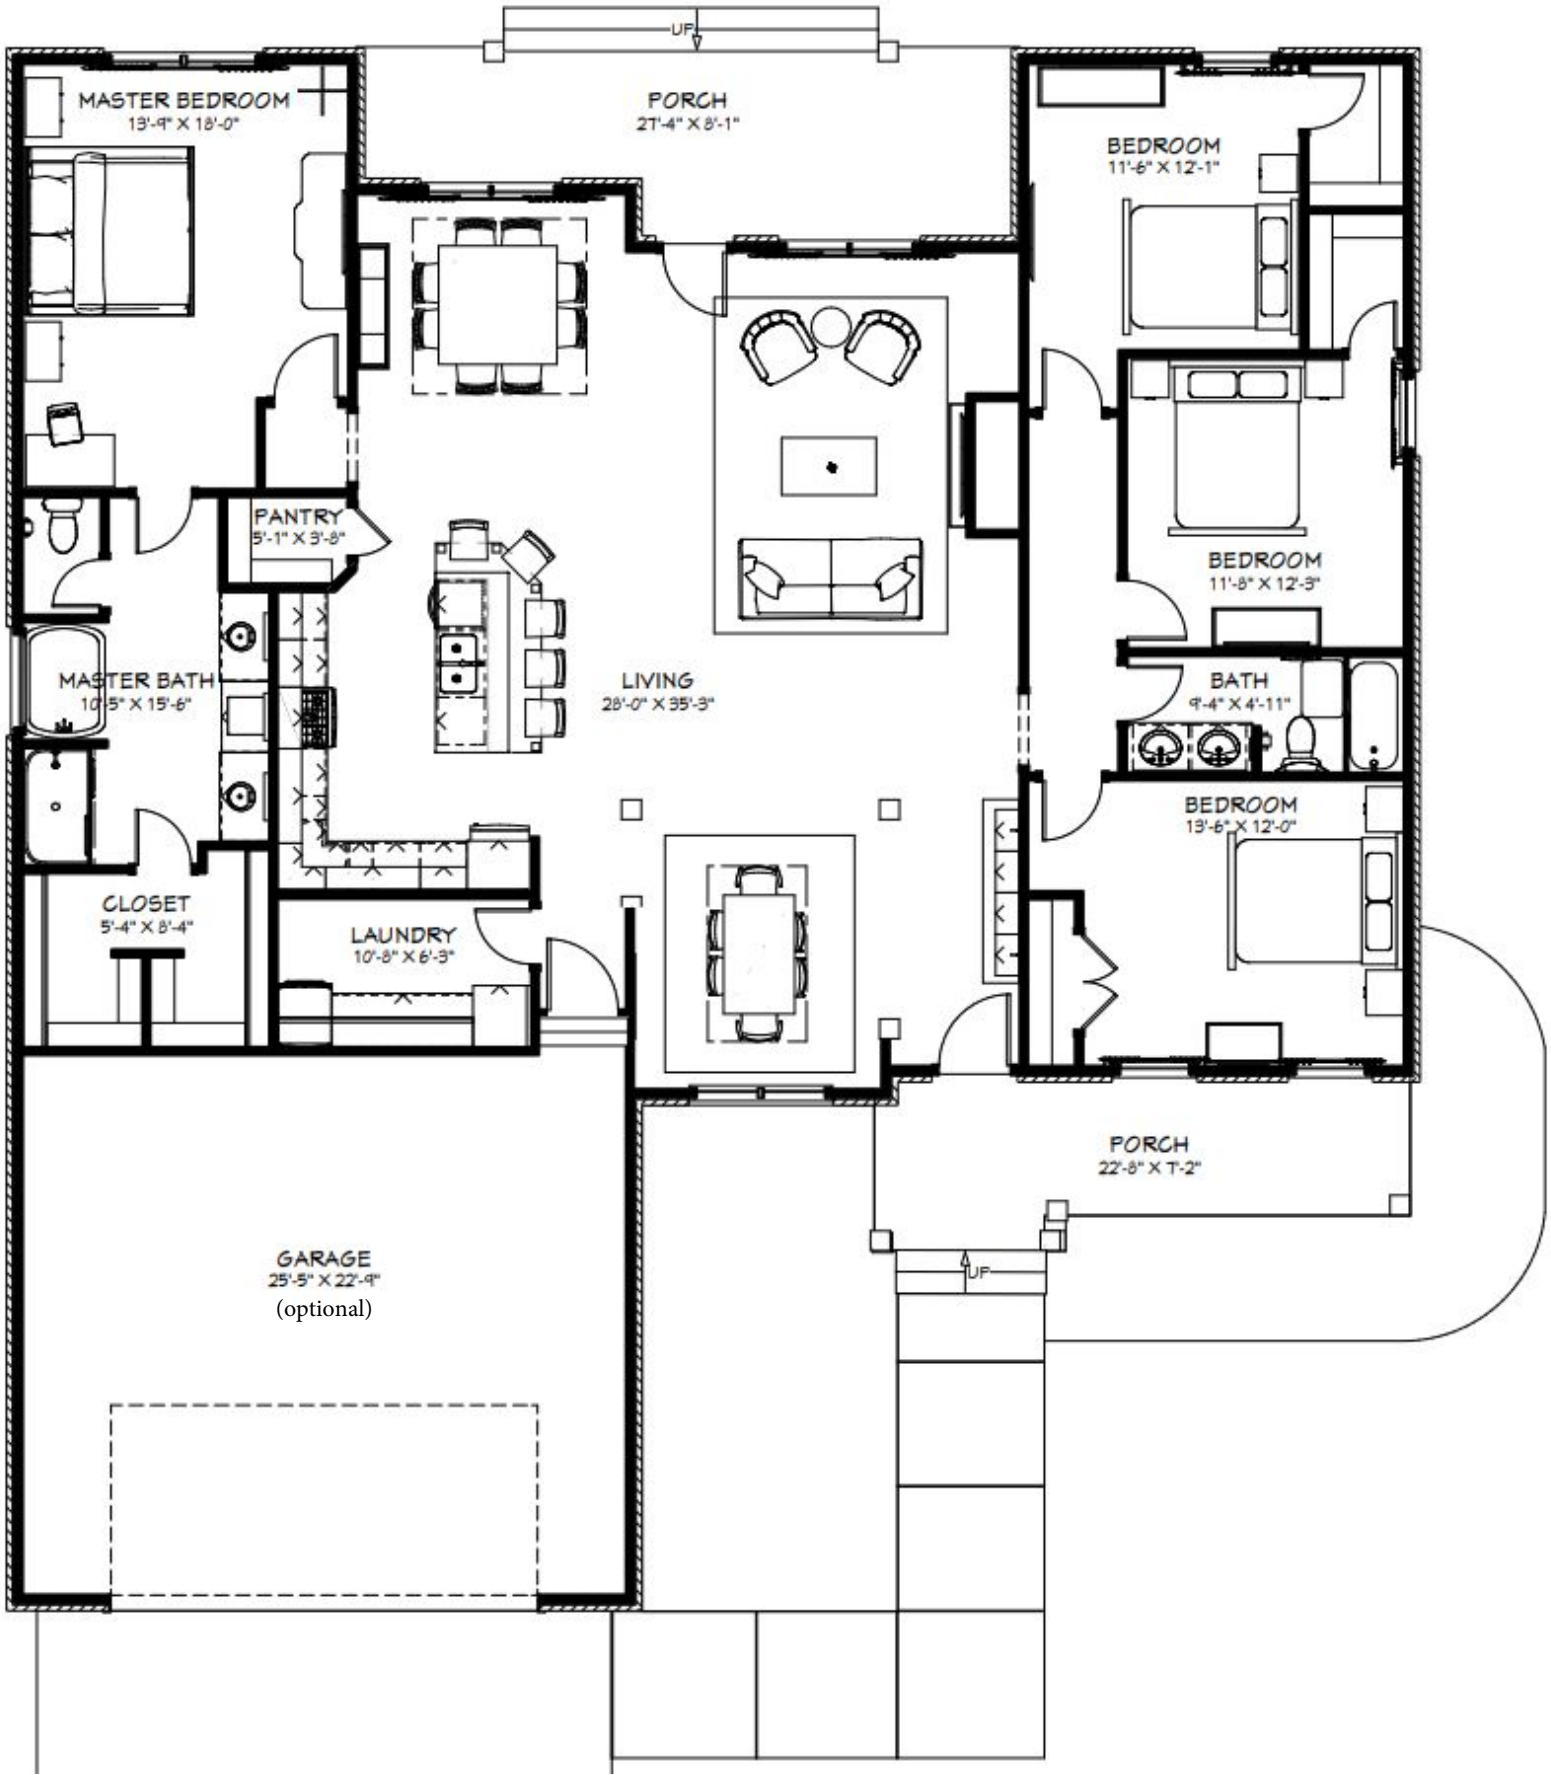 UP
PORCH
27'-4" X 8'-1"
MASTER BEDROOM
13'-9" X 18'-0"
BEDROOM
11'-6" X 12'-1"
PANTRY
5'-1" X 3'-8"
BEDROOM
11'-8" X 12'-3"
MASTER BATH
10'-5" X 15'-6"
LIVING
28'-0" X 35'-3"
BATH
9'-4" X 4'-11"
BEDROOM
13'-6" X 12'-0"
CLOSET
5'-4" X 8'-4"
LAUNDRY
10'-8" X 6'-3"
PORCH
22'-8" X 7'-2"
GARAGE
25'-5" X 22'-9"
(optional)
UP